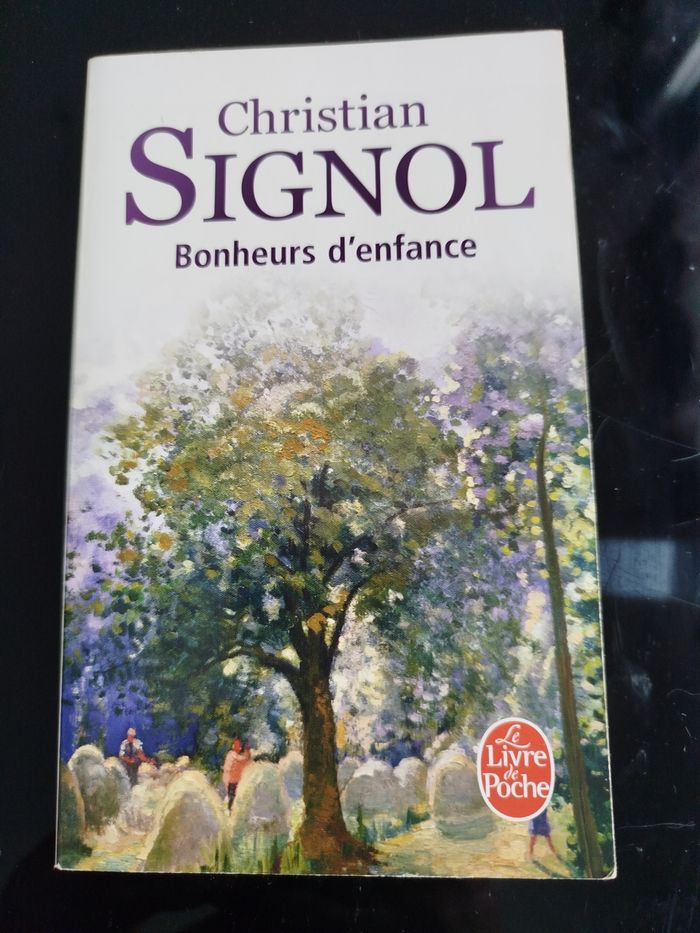 Christian
SIGNOL
Bonheurs d'enfance
Le
Livre
de
Poche